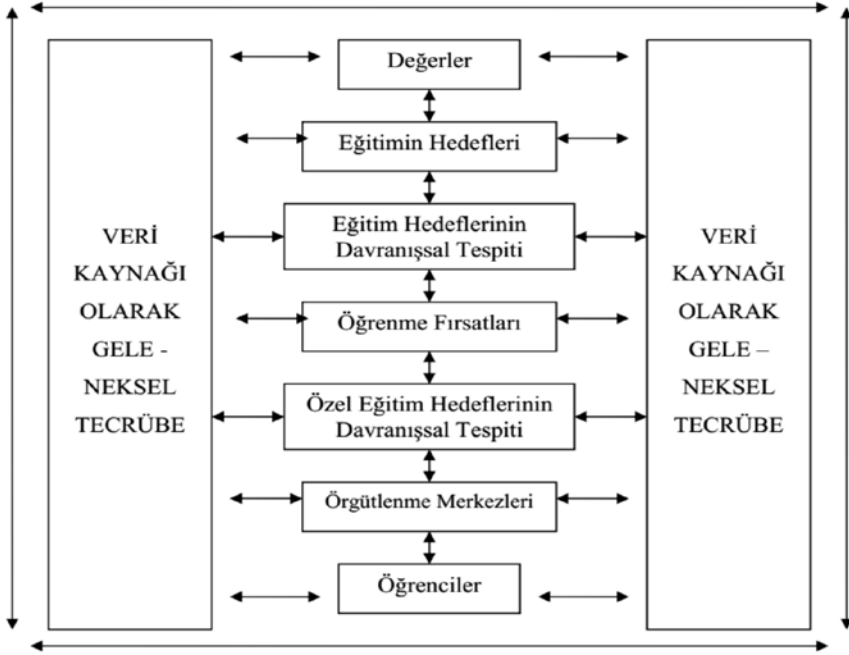 Değerler
Eğitimin Hedefleri
VERİ
KAYNAĞI
OLARAK
GELE -
NEKSEL
TECRÜBE
Eğitim Hedeflerinin
Davranışsal Tespiti
Öğrenme Fırsatları
Özel Eğitim Hedeflerinin
Davranışsal Tespiti
Örgütlenme Merkezleri
Öğrenciler
VERİ
KAYNAĞI
OLARAK
GELE –
NEKSEL
TECRÜBE